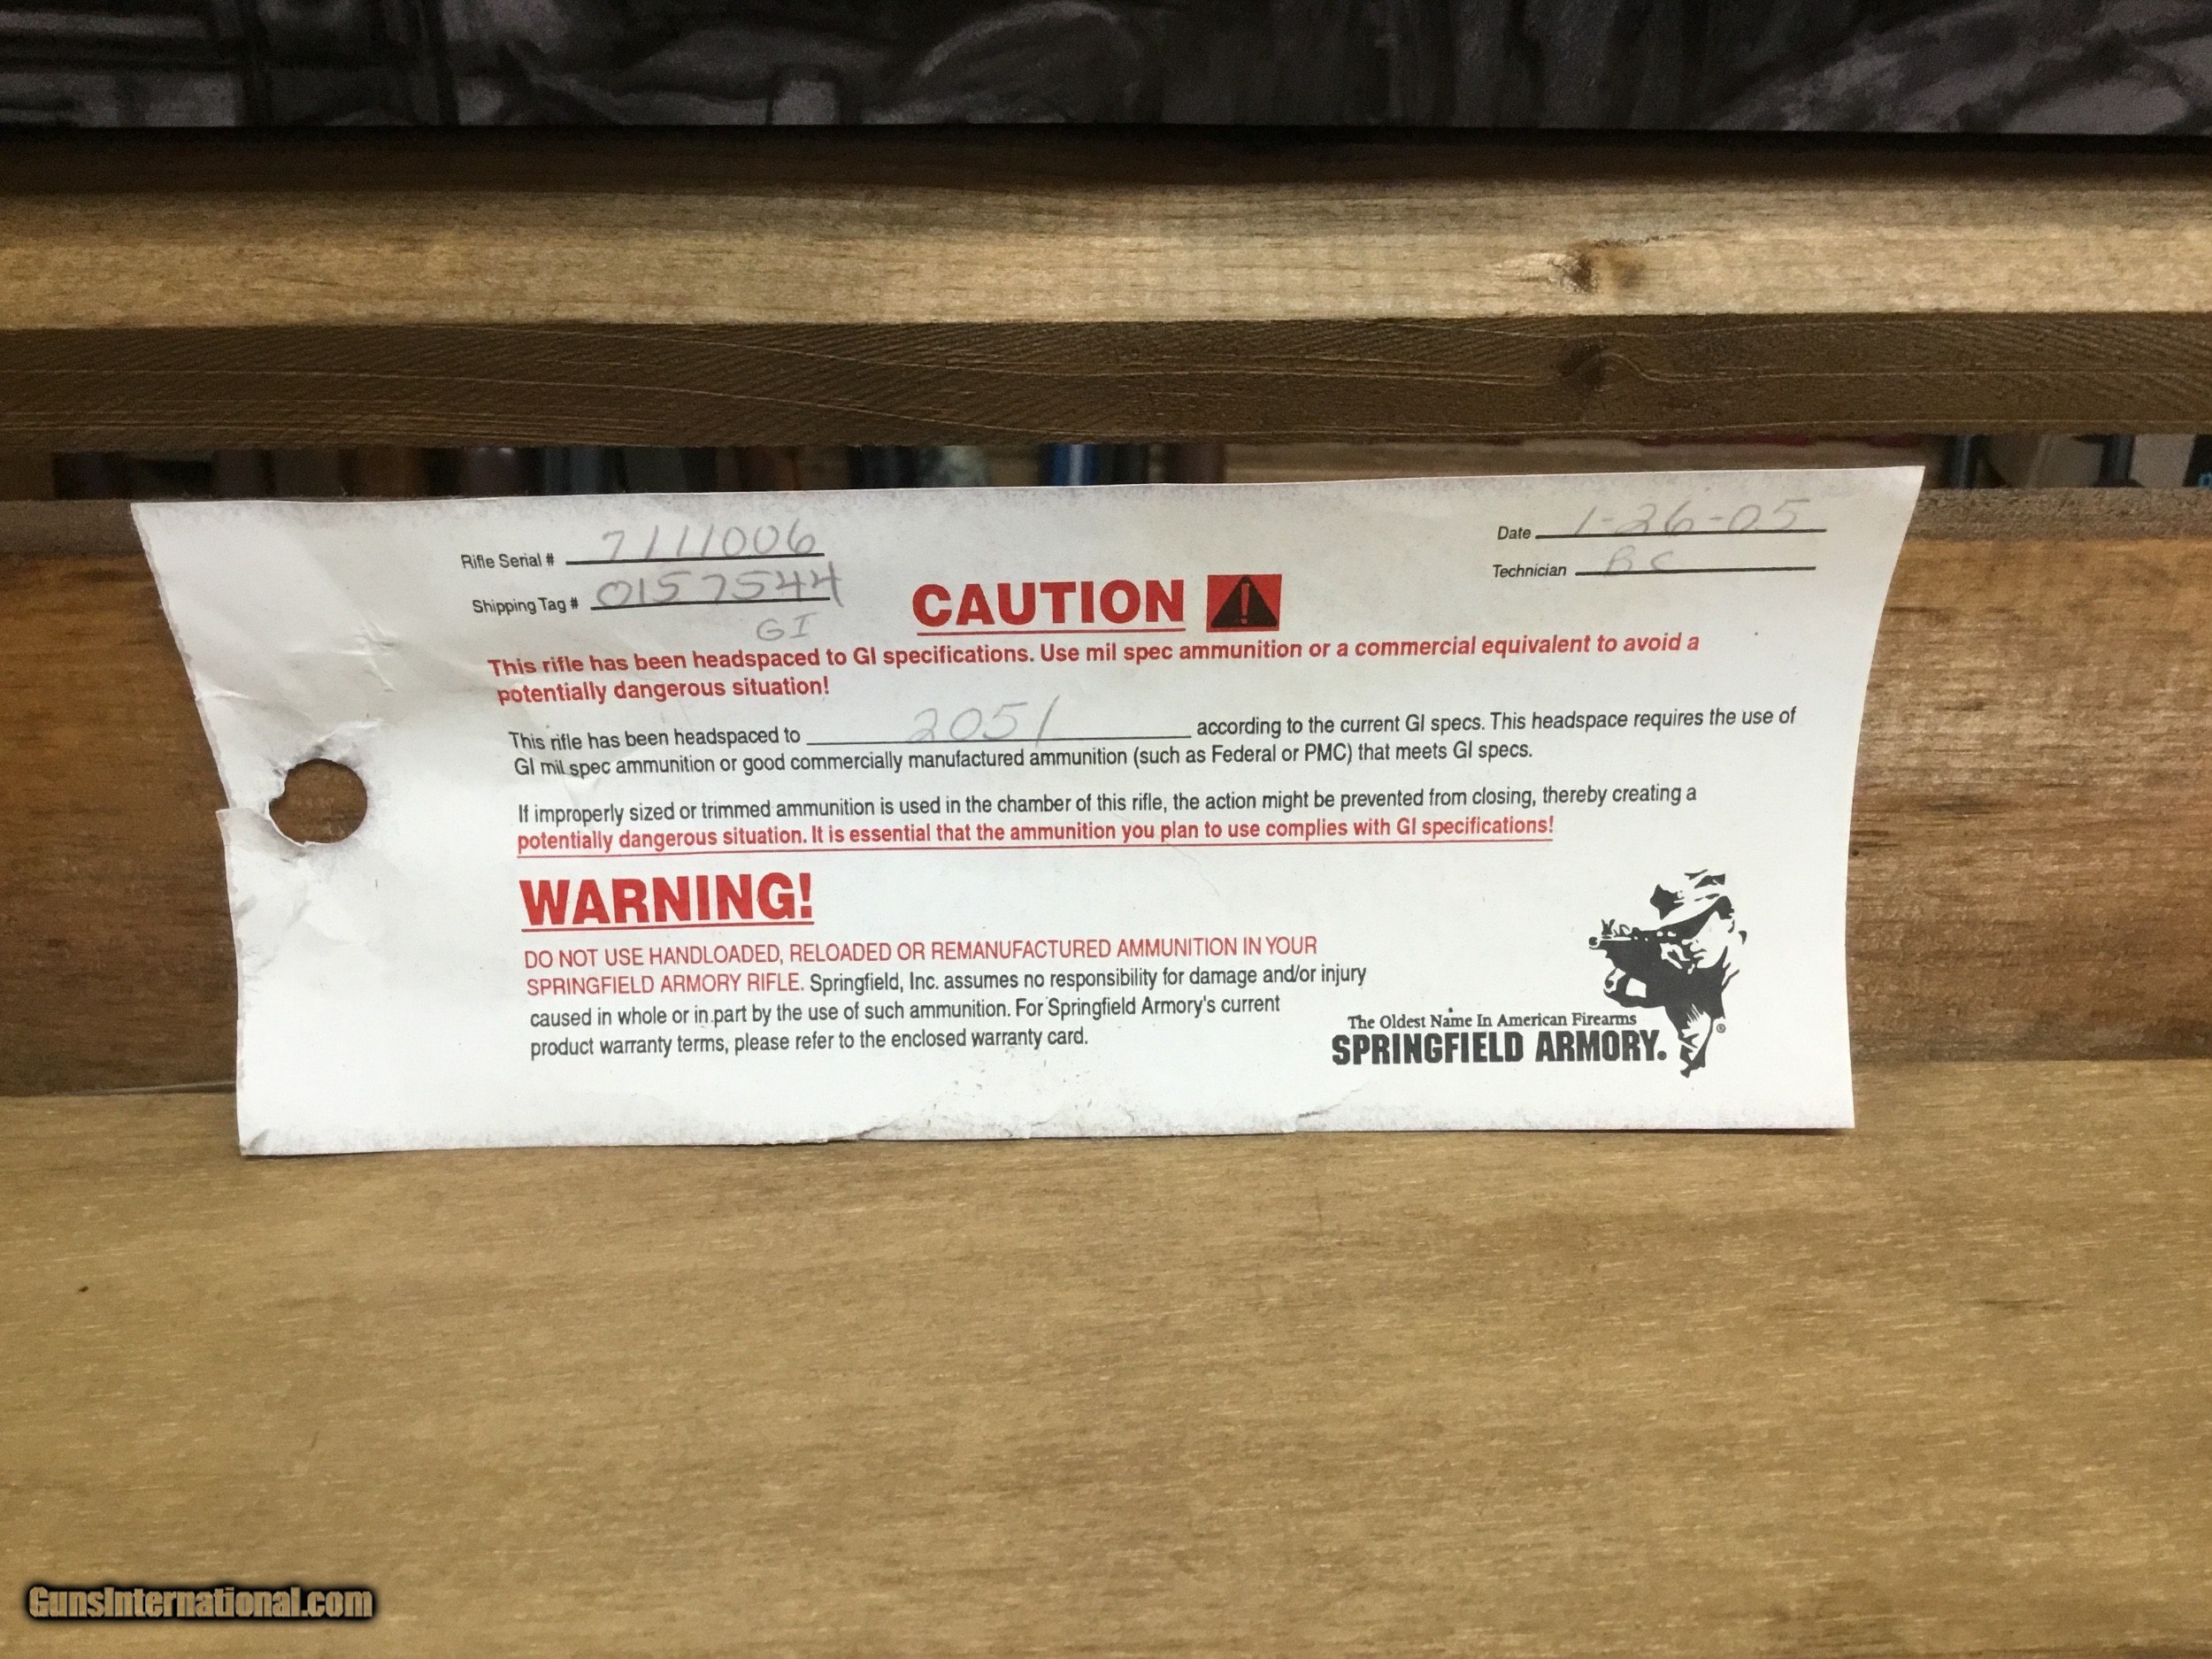 Rifle Serial # 7111006
Date 1-26-05
Shipping Tag # 0157544
Technician BC
GI
CAUTION
This rifle has been headspaced to GI specifications. Use mil spec ammunition or a commercial equivalent to avoid a
potentially dangerous situation!
This rifle has been headspaced to 2051 according to the current GI specs. This headspace requires the use of
GI mil spec ammunition or good commercially manufactured ammunition (such as Federal or PMC) that meets GI specs.
If improperly sized or trimmed ammunition is used in the chamber of this rifle, the action might be prevented from closing, thereby creating a
potentially dangerous situation. It is essential that the ammunition you plan to use complies with GI specifications!
WARNING!
DO NOT USE HANDLOADED, RELOADED OR REMANUFACTURED AMMUNITION IN YOUR
SPRINGFIELD ARMORY RIFLE. Springfield, Inc. assumes no responsibility for damage and/or injury
caused in whole or in part by the use of such ammunition. For Springfield Armory's current
product warranty terms, please refer to the enclosed warranty card.
The Oldest Name In American Firearms
SPRINGFIELD ARMORY.®
GunsInternational.com